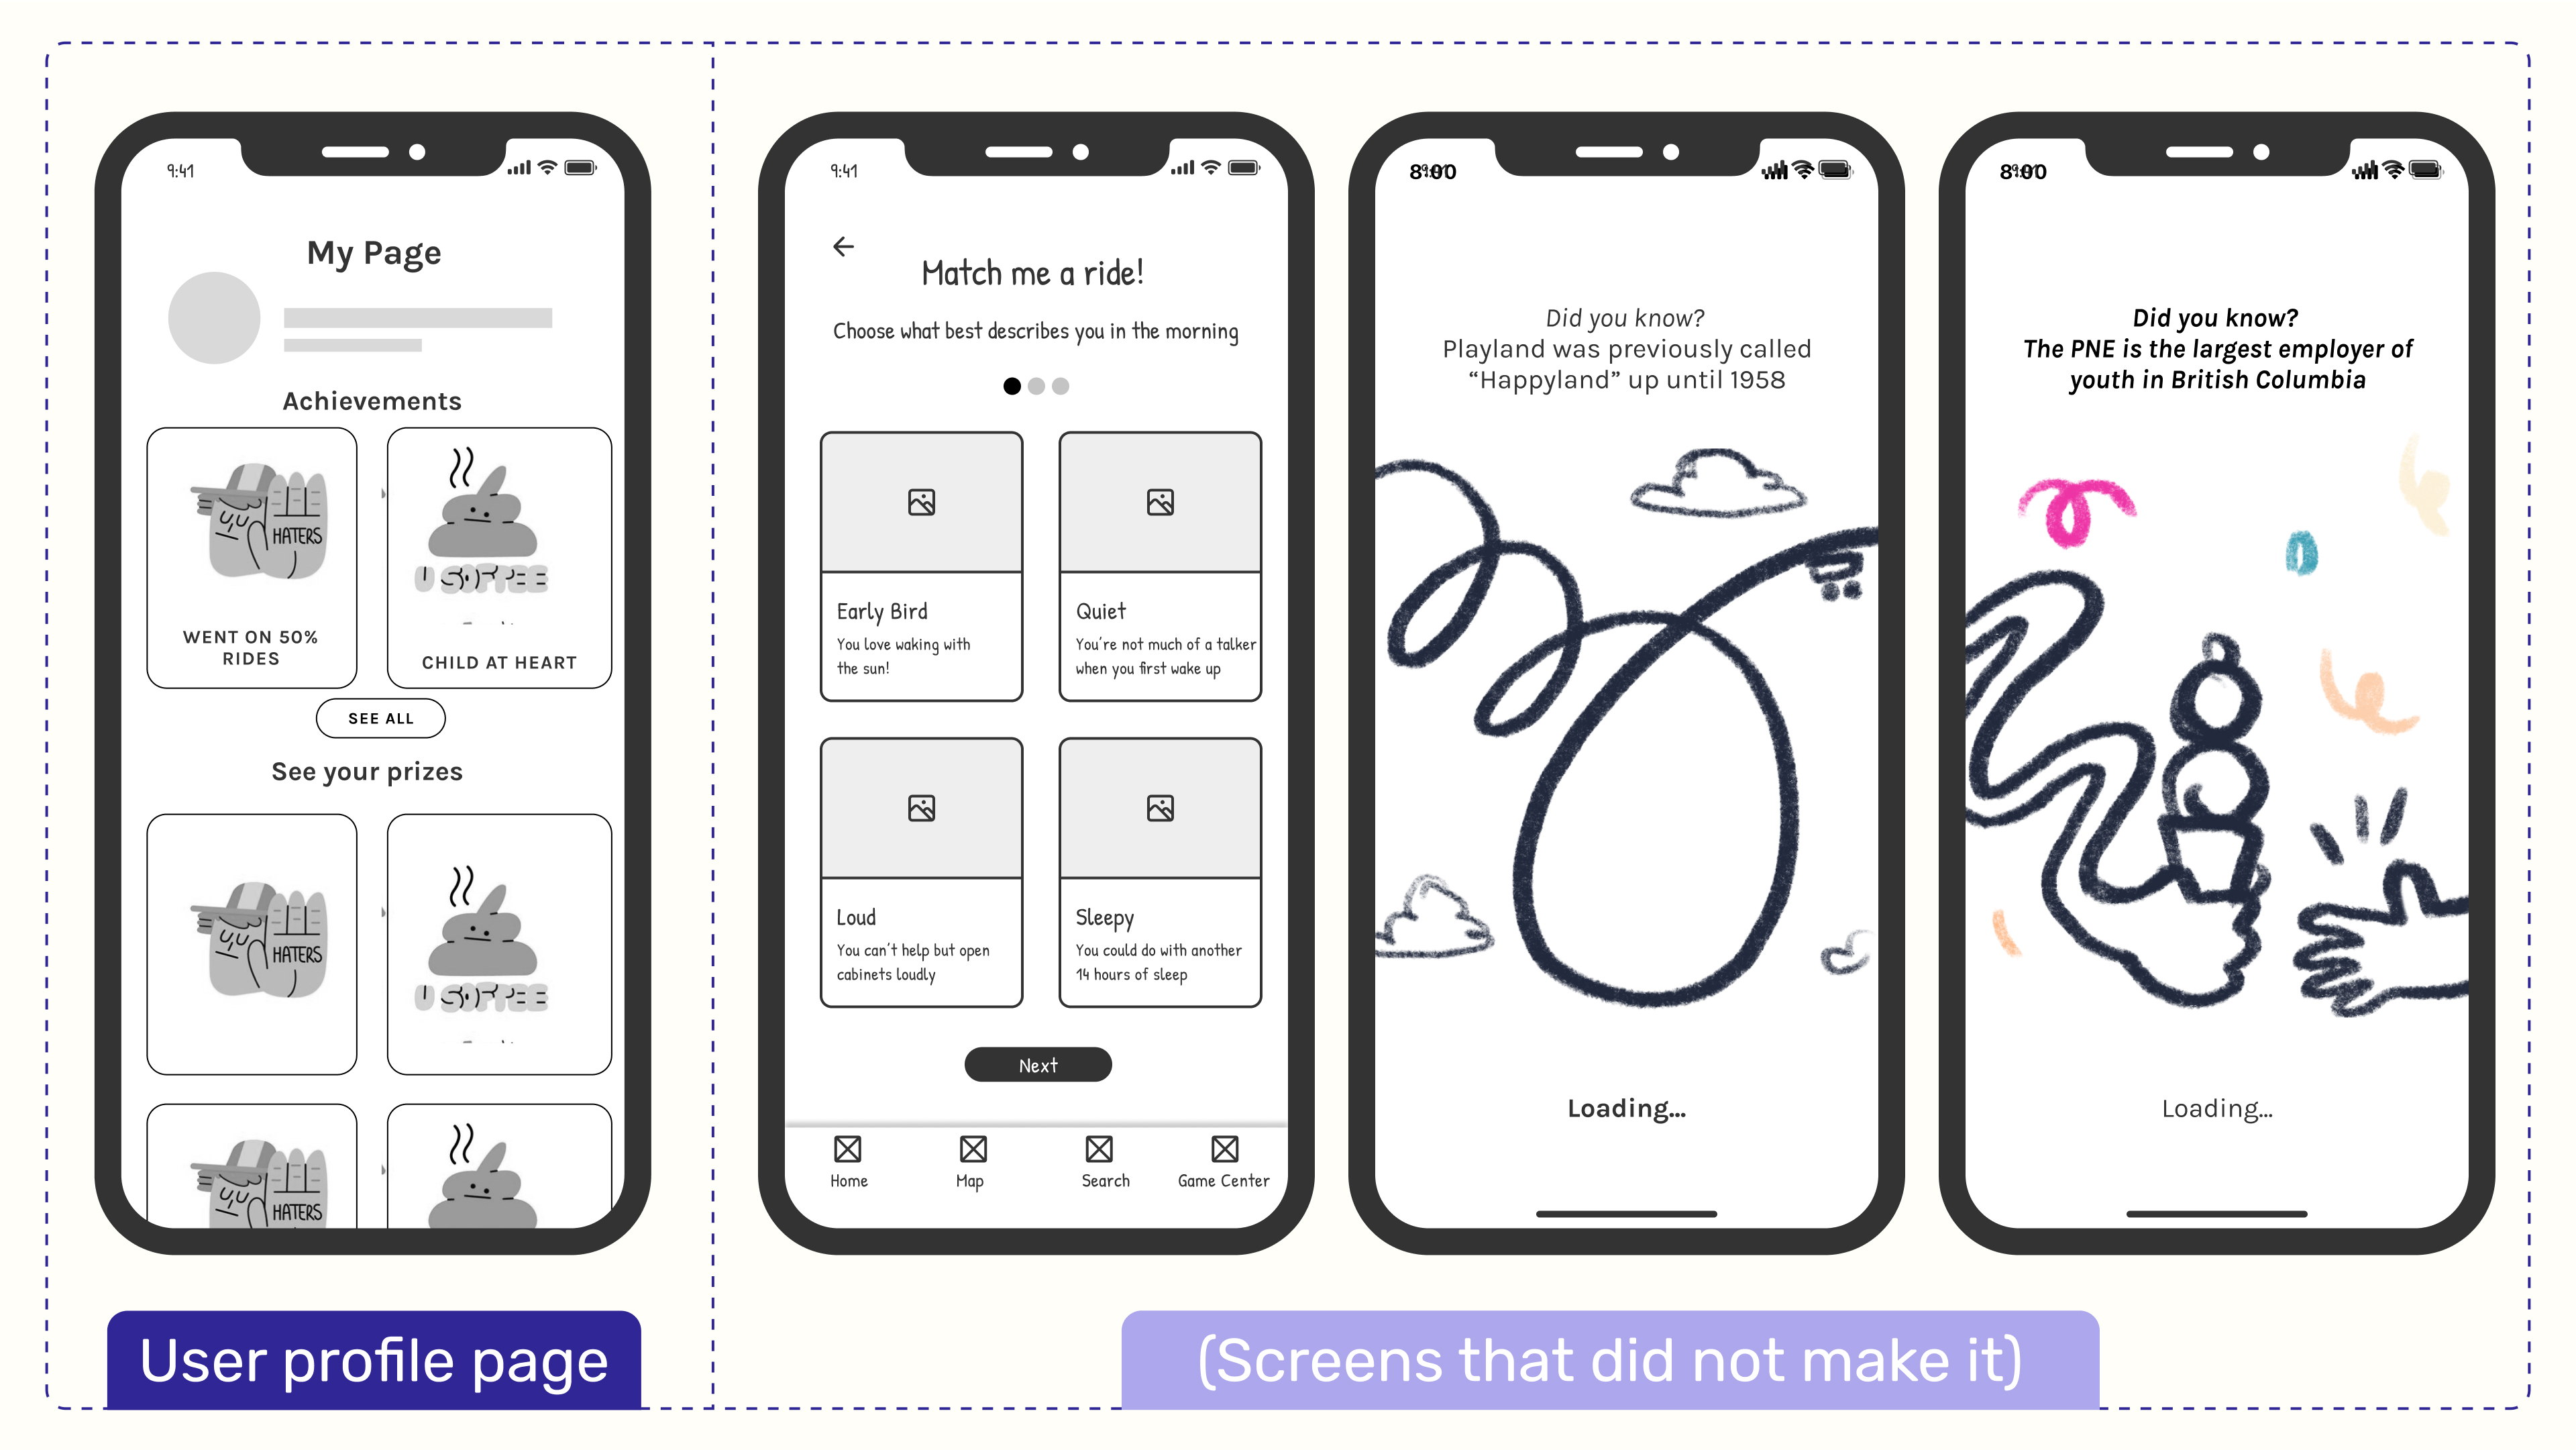 9:41
My Page
Achievements
HATERS
WENT ON 50%
RIDES
CHILD AT HEART
SEE ALL
See your prizes
HATERS
HATERS
User profile page
9:41
Match me a ride!
Choose what best describes you in the morning
Early Bird
You love waking with
the sun!
Quiet
You're not much of a talker
when you first wake up
Loud
You can't help but open
cabinets loudly
Sleepy
You could do with another
14 hours of sleep
Next
Home
Map
Search
Game Center
Did you know?
Playland was previously called
“Happyland” up until 1958
Loading...
Did you know?
The PNE is the largest employer of
youth in British Columbia
Loading...
(Screens that did not make it)